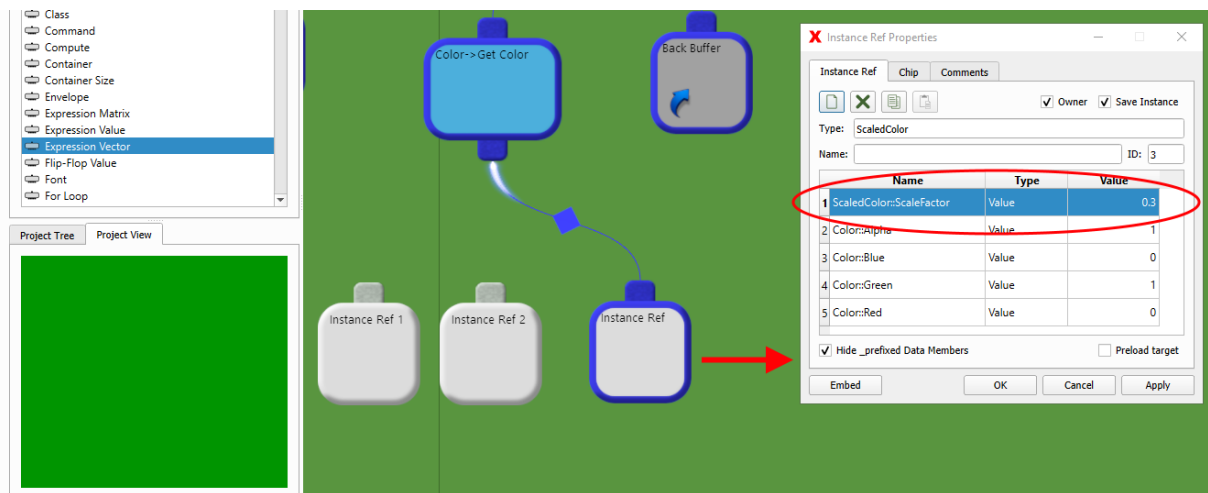 Class
Command
Compute
Container
Container Size
Envelope
Expression Matrix
Expression Value
Expression Vector
Flip-Flop Value
Font
For Loop
Project Tree Project View
Color->Get Color
Back Buffer
Instance Ref 1
Instance Ref 2
Instance Ref
Instance Ref Properties
Instance Ref Chip Comments
Owner Save Instance
Type: ScaledColor
Name: ID: 3
Name Type Value
1 ScaledColor::ScaleFactor Value 0.3
2 Color::Alpha Value 1
3 Color::Blue Value 0
4 Color::Green Value 1
5 Color::Red Value 0
Hide _prefixed Data Members Preload target
Embed OK Cancel Apply